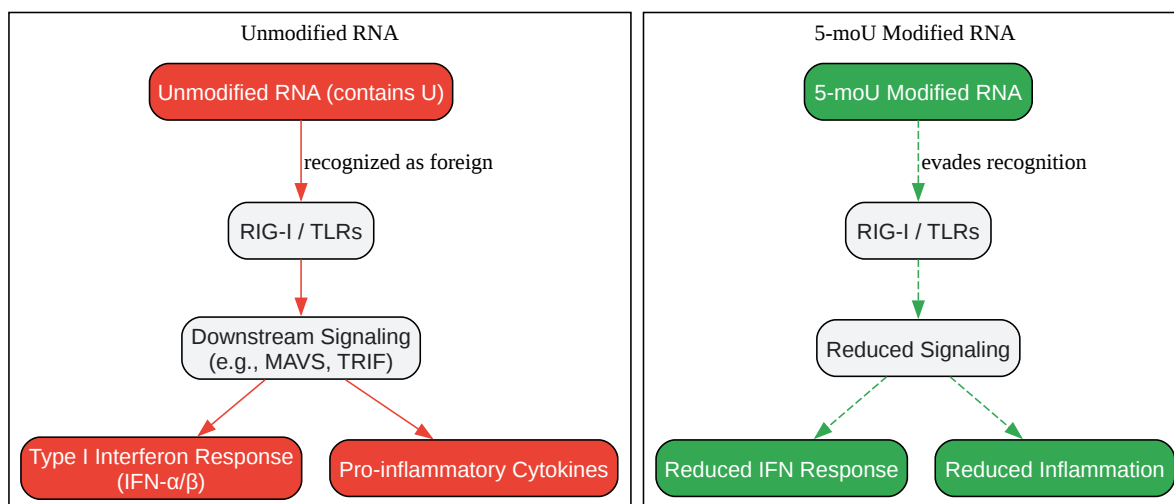 Unmodified RNA
Unmodified RNA (contains U)
recognized as foreign
RIG-I / TLRs
Downstream Signaling
(e.g., MAVS, TRIF)
Type I Interferon Response
(IFN-α/β)
Pro-inflammatory Cytokines
5-moU Modified RNA
5-moU Modified RNA
evades recognition
RIG-I / TLRs
Reduced Signaling
Reduced IFN Response
Reduced Inflammation